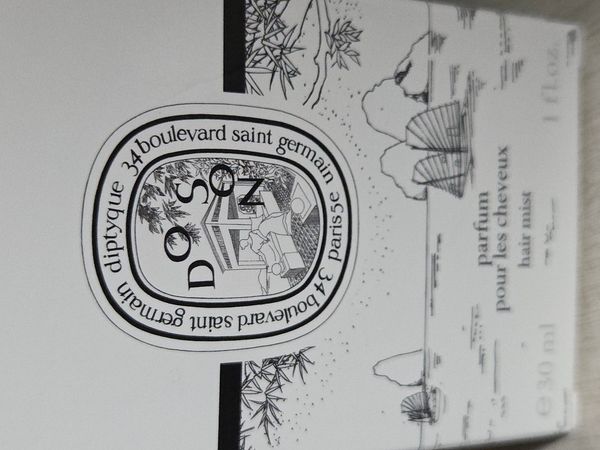 diptyque 34 boulevard saint germain paris 5e 34 boulevard saint germain
DO SON
parfum
pour les cheveux
hair mist
e 30 ml 1 fl.oz.